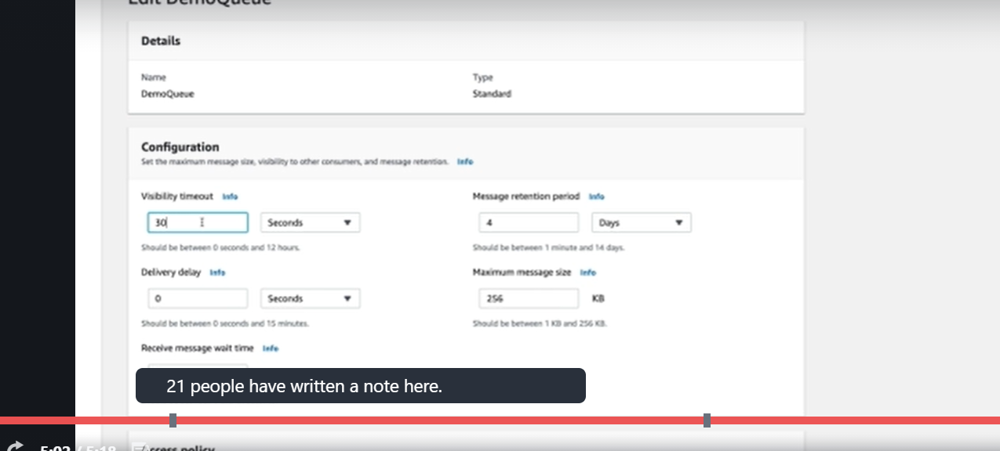 Edit DemoQueue
Details
Name
Type
DemoQueue
Standard
Configuration
Set the maximum message size, visibility to other consumers, and message retention. Info
Visibility timeout Info
Message retention period Info
30
Seconds
4
Days
Should be between 0 seconds and 12 hours.
Should be between 1 minute and 14 days.
Delivery delay Info
Maximum message size Info
0
Seconds
256
KB
Should be between 0 seconds and 15 minutes.
Should be between 1 KB and 256 KB.
Receive message wait time Info
21 people have written a note here.
5:02 / 5:18
Access policy